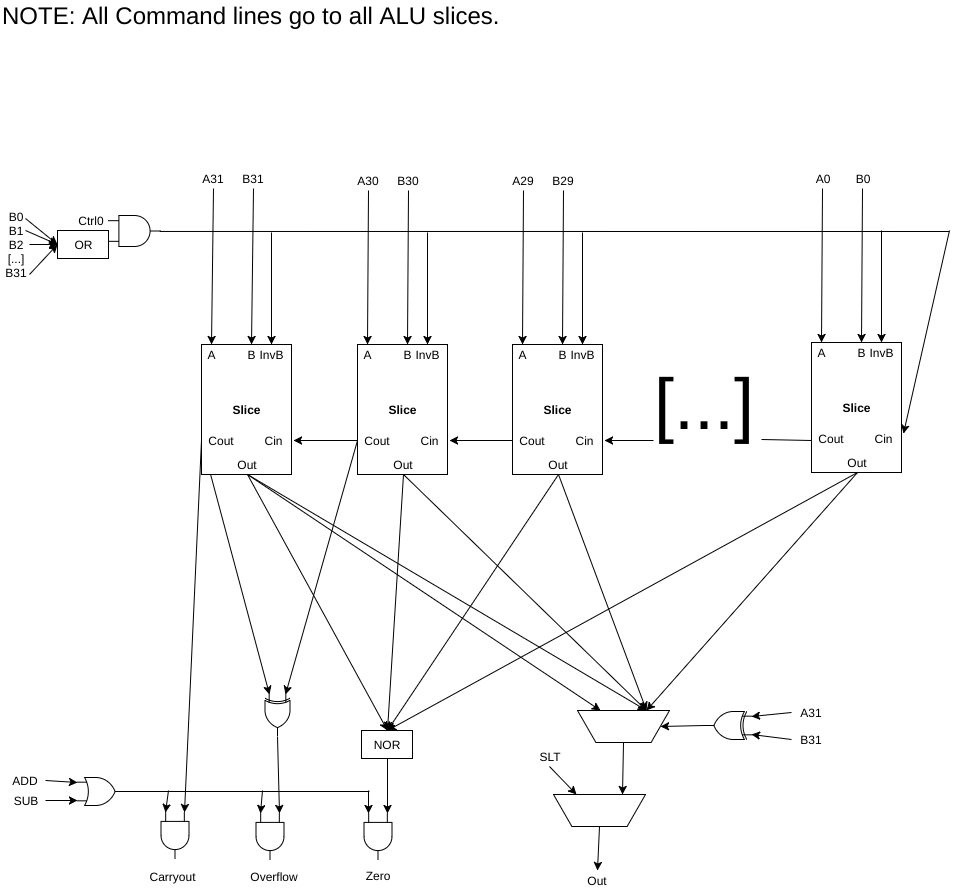 NOTE: All Command lines go to all ALU slices.
A31 B31 A30 B30 A29 B29 A0 B0
B0
Ctrl0
B1
B2
OR
[...]
B31
A B InvB A B InvB A B InvB A B InvB
[...]
Slice Slice Slice Slice
Cout Cin Cout Cin Cout Cin Cout Cin
Out Out Out Out
A31
B31
NOR
SLT
ADD
SUB
Carryout Overflow Zero Out